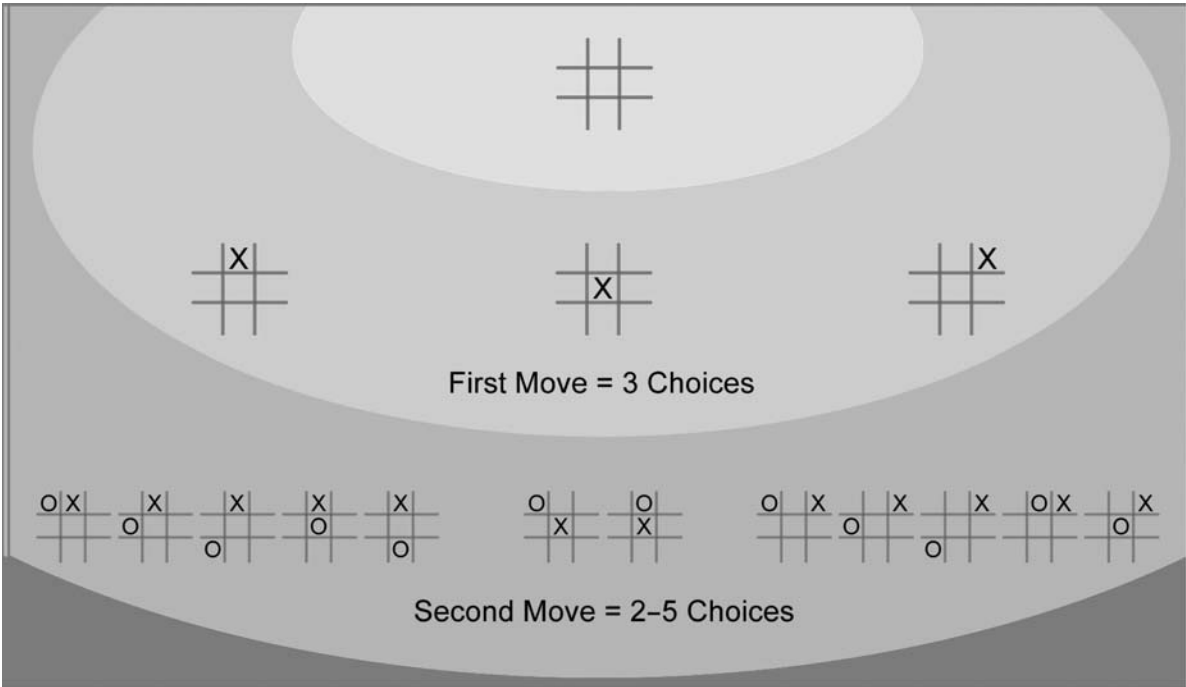 X X X
First Move = 3 Choices
O X X X X X O O X X X O X X
O O X X O O
O O O
Second Move = 2–5 Choices